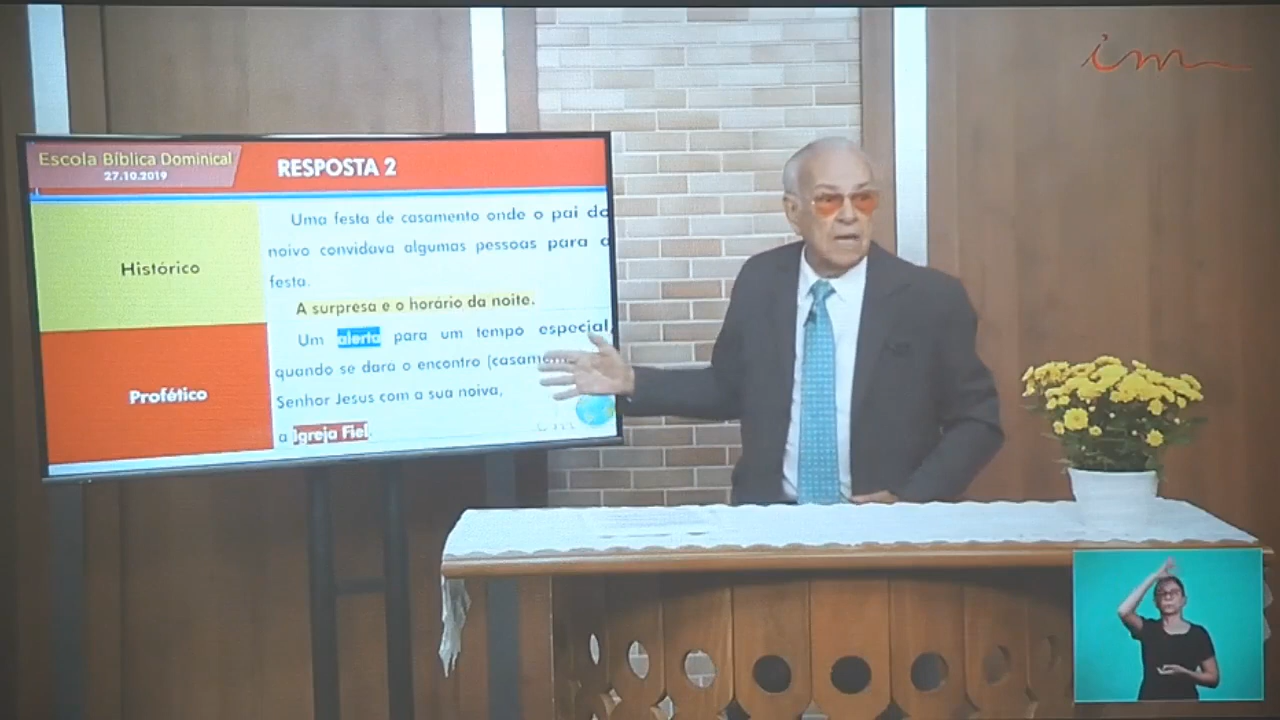 im
Escola Bíblica Dominical
27.10.2019
RESPOSTA 2
Histórico
Uma festa de casamento onde o pai do
noivo convidava algumas pessoas para a
festa.
A surpresa e o horário da noite.
Profético
Um alerta para um tempo especial,
quando se dará o encontro (casame
Senhor Jesus com a sua noiva,
a Igreja Fiel.
im